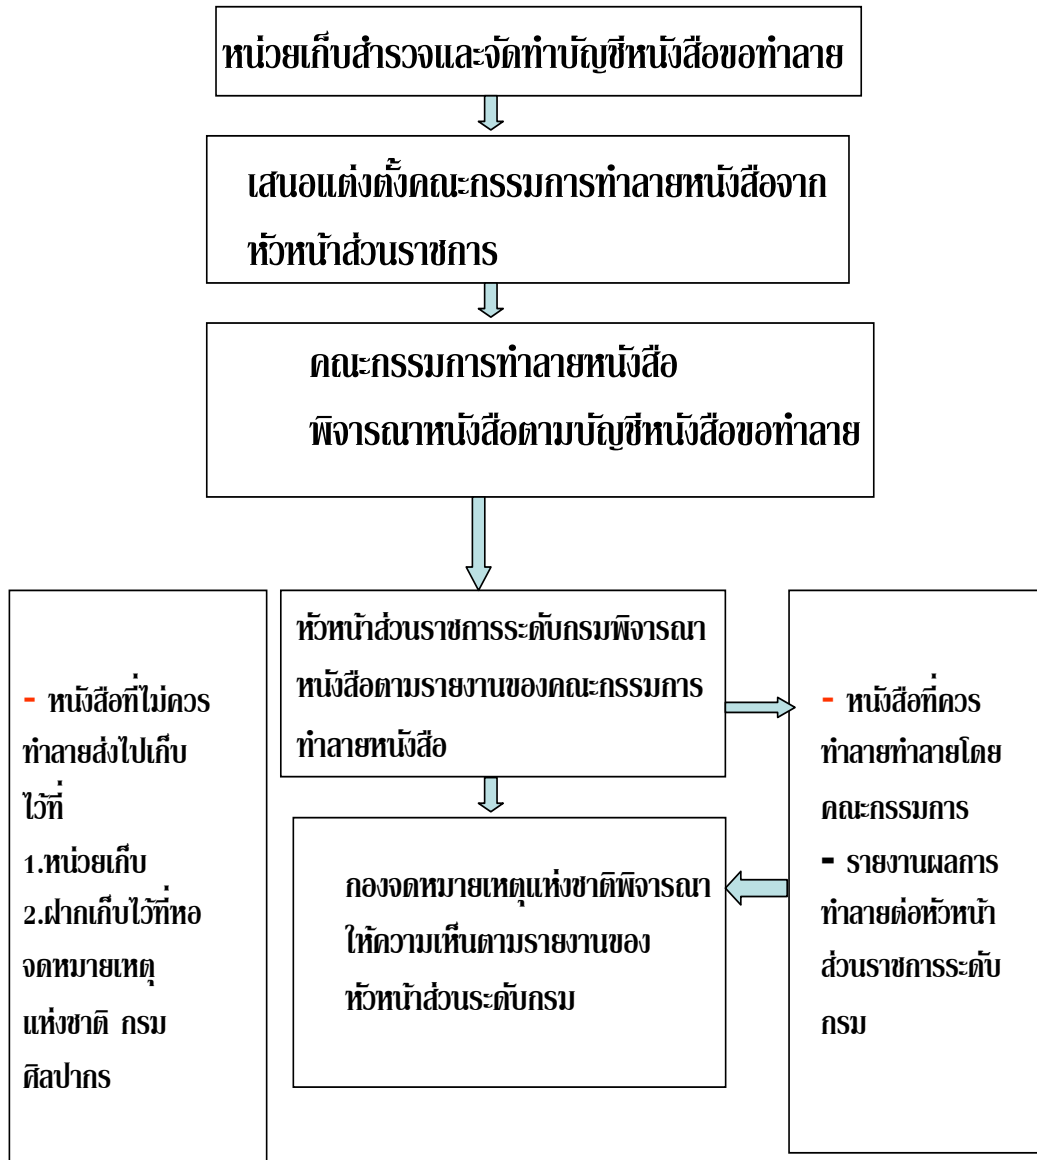 หน่วยเก็บสำรวจและจัดทำบัญชีหนังสือขอทำลาย
เสนอแต่งตั้งคณะกรรมการทำลายหนังสือจาก
หัวหน้าส่วนราชการ
คณะกรรมการทำลายหนังสือ
พิจารณาหนังสือตามบัญชีหนังสือขอทำลาย
- หนังสือที่ไม่ควร
ทำลายส่งไปเก็บ
ไว้ที่
1.หน่วยเก็บ
2.ฝากเก็บไว้ที่หอ
จดหมายเหตุ
แห่งชาติ กรม
ศิลปากร
หัวหน้าส่วนราชการระดับกรมพิจารณา
หนังสือตามรายงานของคณะกรรมการ
ทำลายหนังสือ
กองจดหมายเหตุแห่งชาติพิจารณา
ให้ความเห็นตามรายงานของ
หัวหน้าส่วนระดับกรม
- หนังสือที่ควร
ทำลายทำลายโดย
คณะกรรมการ
- รายงานผลการ
ทำลายต่อหัวหน้า
ส่วนราชการระดับ
กรม